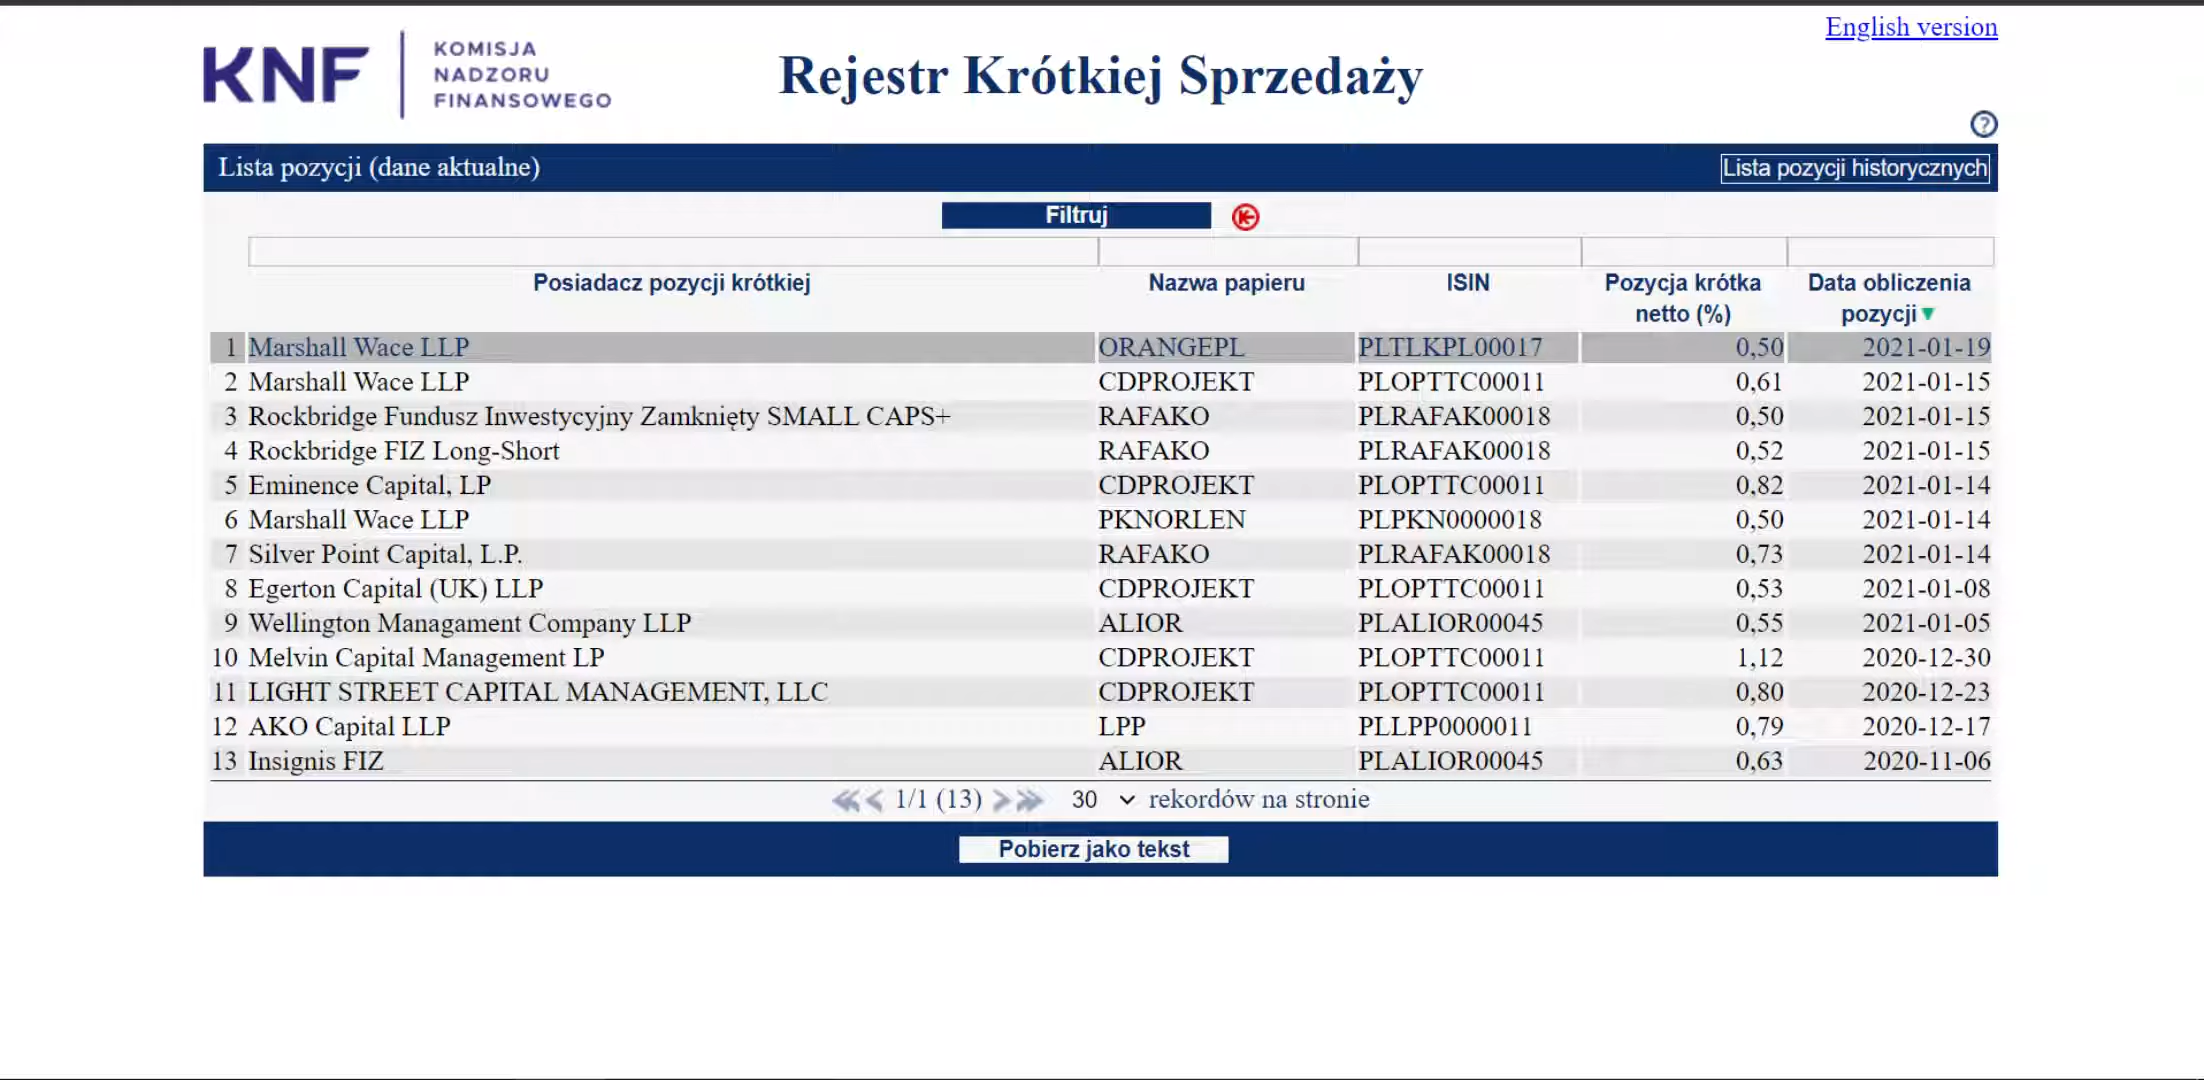 English version
KNF
KOMISJA
NADZORU
FINANSOWEGO
Rejestr Krótkiej Sprzedaży
?
Lista pozycji (dane aktualne) Lista pozycji historycznych
Filtruj
Posiadacz pozycji krótkiej Nazwa papieru ISIN Pozycja krótka netto (%) Data obliczenia pozycji▼
1 Marshall Wace LLP ORANGEPL PLTLKPL00017 0,50 2021-01-19
2 Marshall Wace LLP CDPROJEKT PLOPTTC00011 0,61 2021-01-15
3 Rockbridge Fundusz Inwestycyjny Zamknięty SMALL CAPS+ RAFAKO PLRAFAK00018 0,50 2021-01-15
4 Rockbridge FIZ Long-Short RAFAKO PLRAFAK00018 0,52 2021-01-15
5 Eminence Capital, LP CDPROJEKT PLOPTTC00011 0,82 2021-01-14
6 Marshall Wace LLP PKNORLEN PLPKN0000018 0,50 2021-01-14
7 Silver Point Capital, L.P. RAFAKO PLRAFAK00018 0,73 2021-01-14
8 Egerton Capital (UK) LLP CDPROJEKT PLOPTTC00011 0,53 2021-01-08
9 Wellington Managament Company LLP ALIOR PLALIOR00045 0,55 2021-01-05
10 Melvin Capital Management LP CDPROJEKT PLOPTTC00011 1,12 2020-12-30
11 LIGHT STREET CAPITAL MANAGEMENT, LLC CDPROJEKT PLOPTTC00011 0,80 2020-12-23
12 AKO Capital LLP LPP PLLPP0000011 0,79 2020-12-17
13 Insignis FIZ ALIOR PLALIOR00045 0,63 2020-11-06
1/1 (13) 30 rekordów na stronie
Pobierz jako tekst